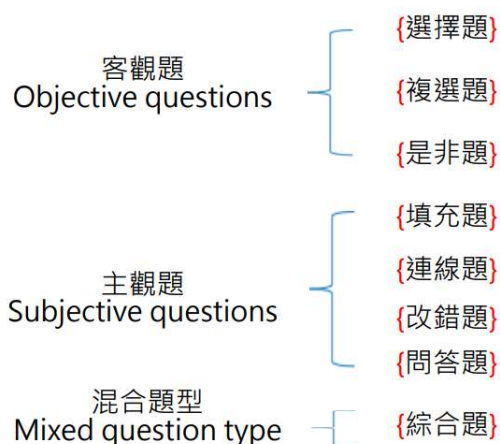 客觀題
Objective questions
{選擇題}
{複選題}
{是非題}
主觀題
Subjective questions
{填充題}
{連線題}
{改錯題}
{問答題}
混合題型
Mixed question type
{綜合題}